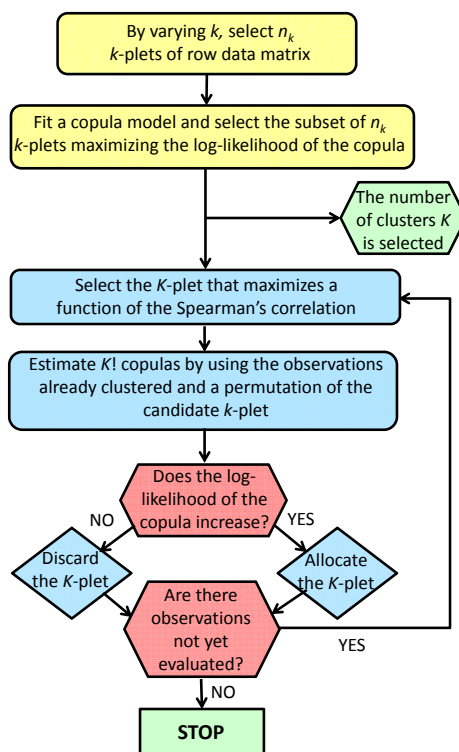 By varying k, select nk
k-plets of row data matrix
Fit a copula model and select the subset of nk
k-plets maximizing the log-likelihood of the copula
The number
of clusters K
is selected
Select the K-plet that maximizes a
function of the Spearman's correlation
Estimate K! copulas by using the observations
already clustered and a permutation of the
candidate k-plet
Does the log-
likelihood of the
copula increase?
NO
YES
Discard
the K-plet
Allocate
the K-plet
Are there
observations
not yet
evaluated?
YES
NO
STOP